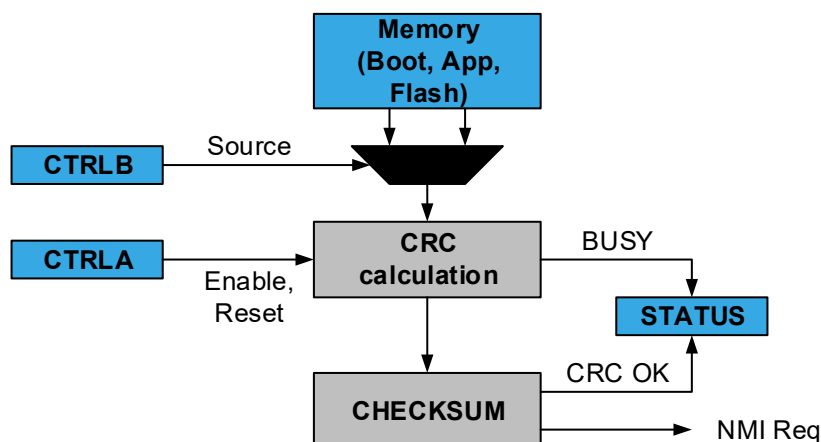 Memory
(Boot, App,
Flash)
CTRLB
Source
CTRLA
Enable,
Reset
CRC
calculation
BUSY
STATUS
CHECKSUM
CRC OK
NMI Req